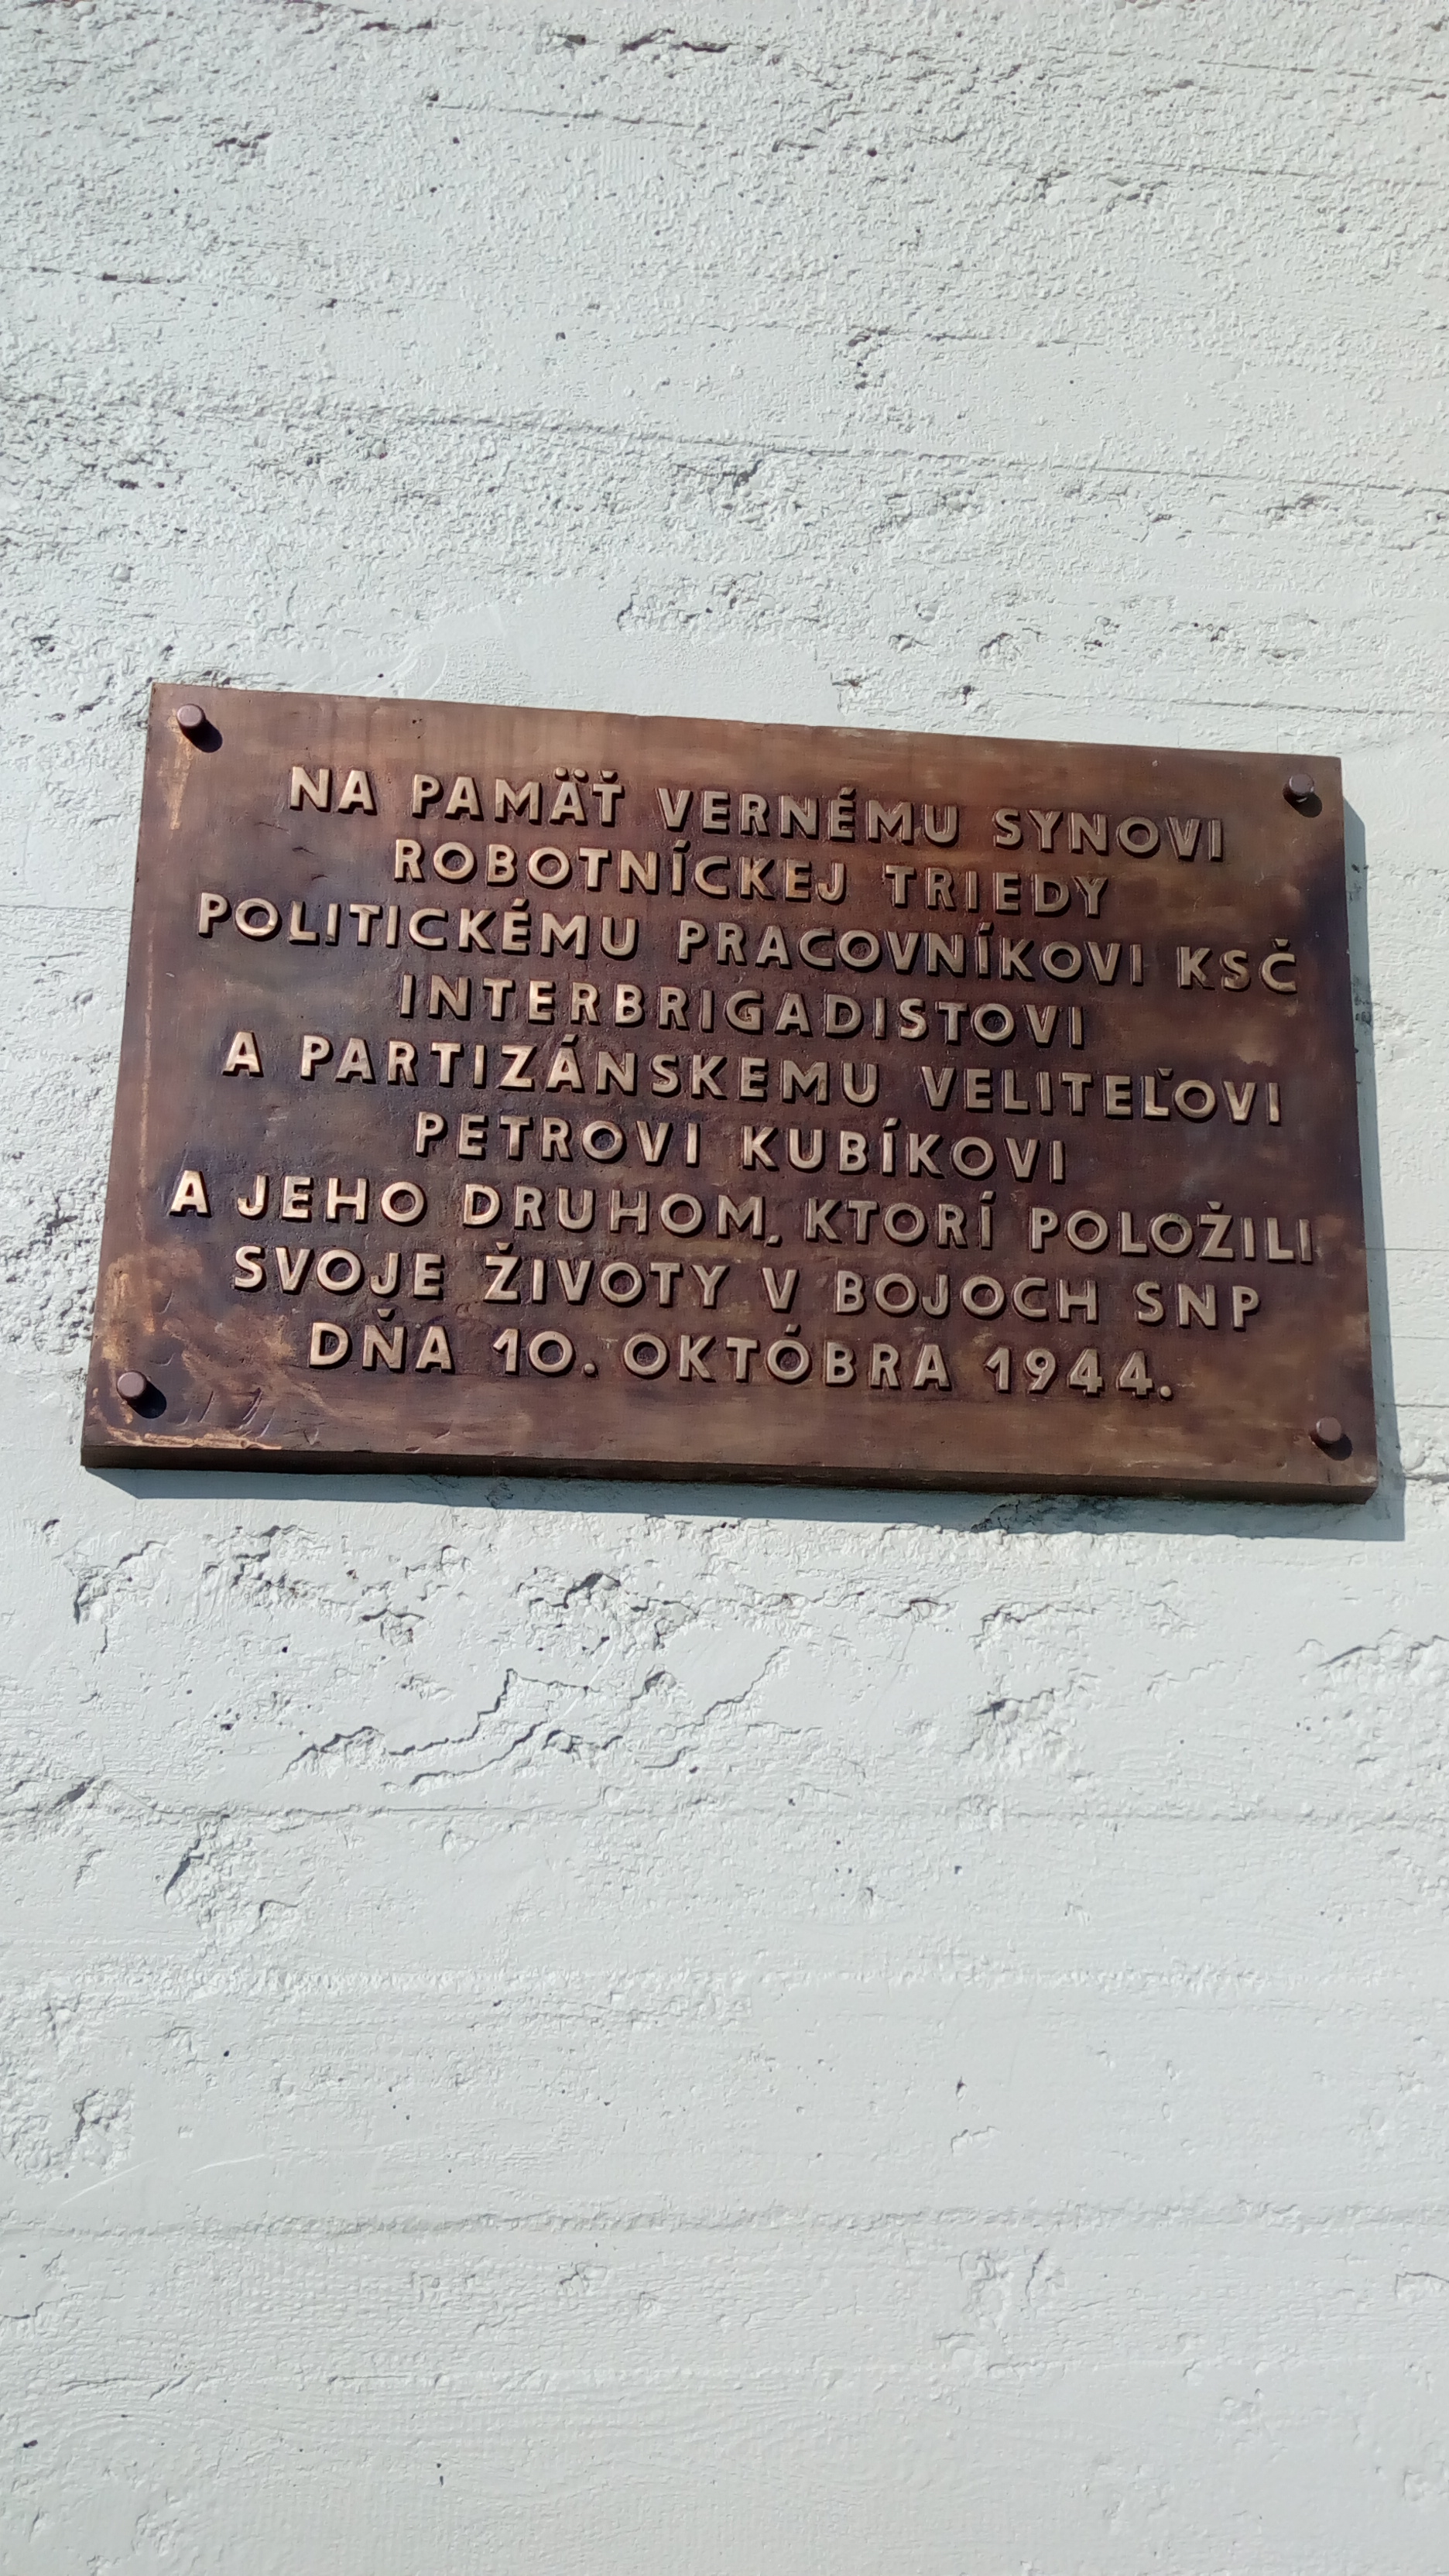 NA PAMÄŤ VERNÉMU SYNOVI
ROBOTNÍCKEJ TRIEDY
POLITICKÉMU PRACOVNÍKOVI KSČ
INTERBRIGADISTOVI
A PARTIZÁNSKEMU VELITEĽOVI
PETROVI KUBÍKOVI
A JEHO DRUHOM, KTORÍ POLOŽILI
SVOJE ŽIVOTY V BOJOCH SNP
DŇA 10. OKTÓBRA 1944.